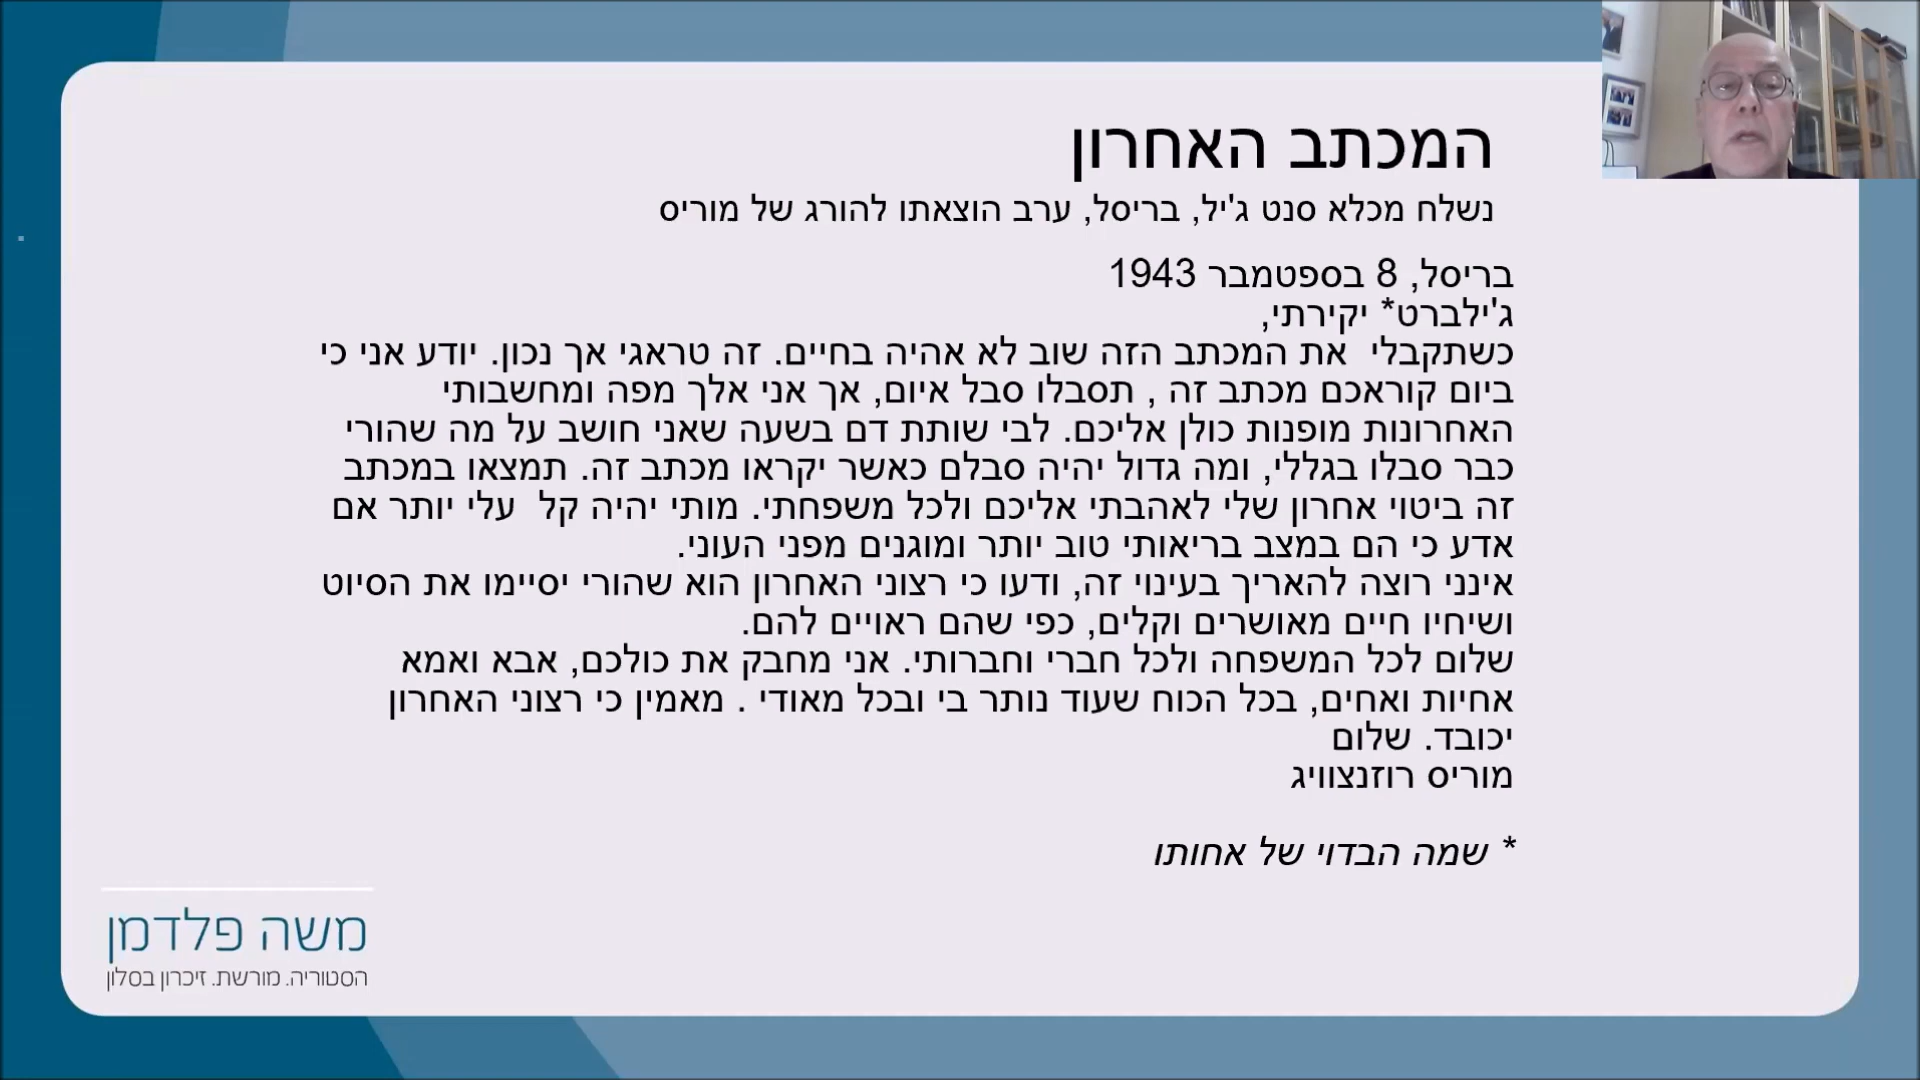 המכתב האחרון
נשלח מכלא סנט ג'יל, בריסל, ערב הוצאתו להורג של מוריס
בריסל, 8 בספטמבר 1943
ג'ילברט* יקירתי,
כשתקבלי  את המכתב הזה שוב לא אהיה בחיים. זה טראגי אך נכון. יודע אני כי
ביום קוראכם מכתב זה , תסבלו סבל איום, אך אני אלך מפה ומחשבותי
האחרונות מופנות כולן אליכם. לבי שותת דם בשעה שאני חושב על מה שהורי
כבר סבלו בגללי, ומה גדול יהיה סבלם כאשר יקראו מכתב זה. תמצאו במכתב
זה ביטוי אחרון שלי לאהבתי אליכם ולכל משפחתי. מותי יהיה קל  עלי יותר אם
אדע כי הם במצב בריאותי טוב יותר ומוגנים מפני העוני.
אינני רוצה להאריך בעינוי זה, ודעו כי רצוני האחרון הוא שהורי יסיימו את הסיוט
ושיחיו חיים מאושרים וקלים, כפי שהם ראויים להם.
שלום לכל המשפחה ולכל חברי וחברותי. אני מחבק את כולכם, אבא ואמא
אחיות ואחים, בכל הכוח שעוד נותר בי ובכל מאודי . מאמין כי רצוני האחרון
יכובד. שלום
מוריס רוזנצוויג
* שמה הבדוי של אחותו
משה פלדמן
הסטוריה. מורשת. זיכרון בסלון